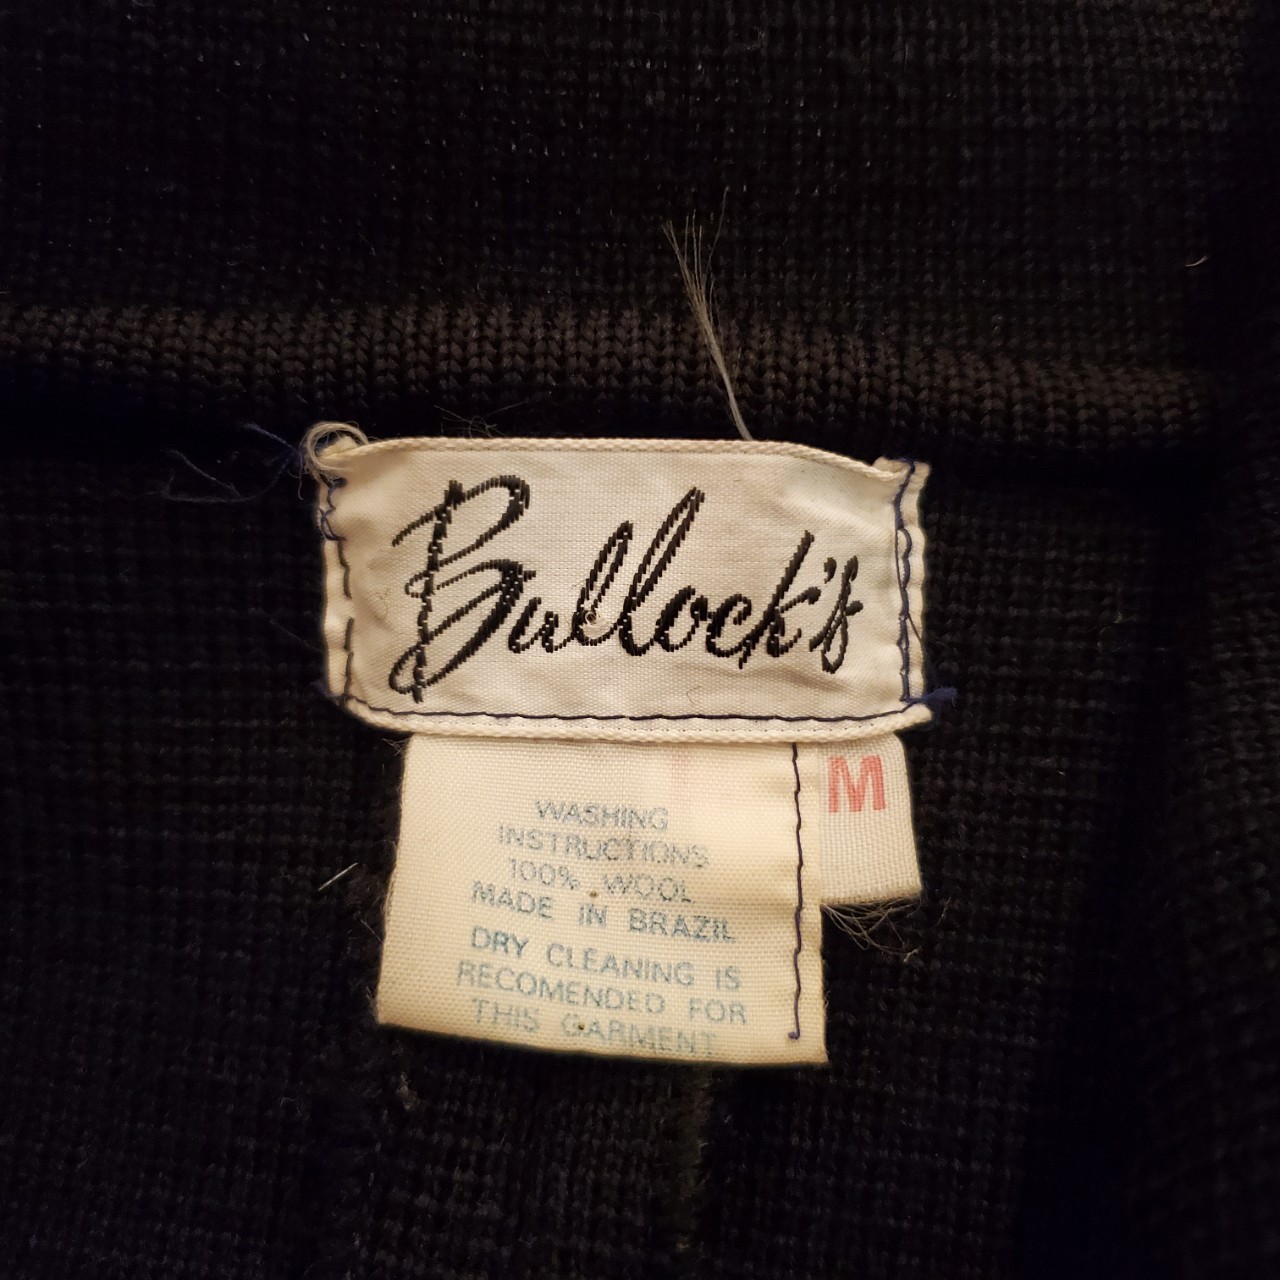 Bullock's
M
WASHING
INSTRUCTIONS
100% WOOL
MADE IN BRAZIL
DRY CLEANING IS
RECOMENDED FOR
THIS GARMENT